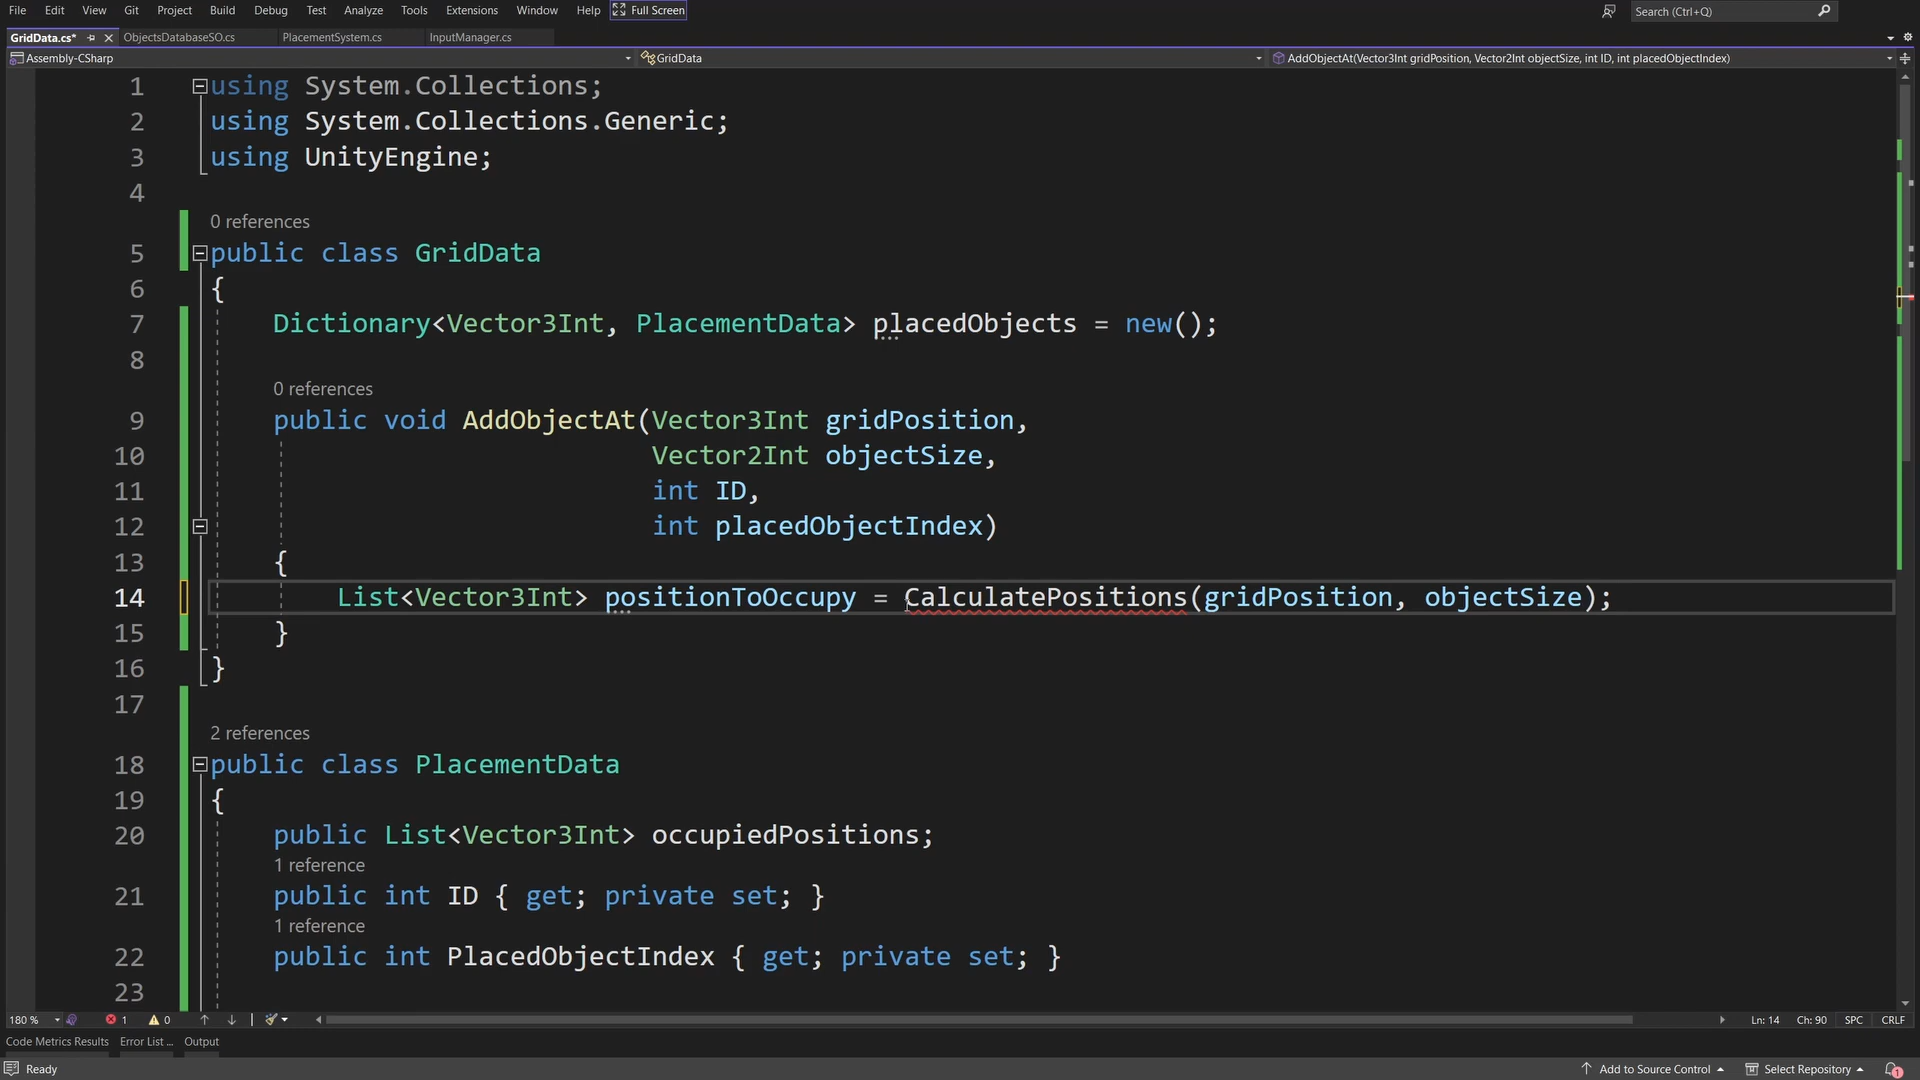 File Edit View Git Project Build Debug Test Analyze Tools Extensions Window Help Full Screen Search (Ctrl+Q)
GridData.cs* ObjectsDatabaseSO.cs PlacementSystem.cs InputManager.cs
Assembly-CSharp GridData AddObjectAt(Vector3Int gridPosition, Vector2Int objectSize, int ID, int placedObjectIndex)
1 using System.Collections;
2 using System.Collections.Generic;
3 using UnityEngine;
4
0 references
5 public class GridData
6 {
7 Dictionary<Vector3Int, PlacementData> placedObjects = new();
8
0 references
9 public void AddObjectAt(Vector3Int gridPosition,
10 Vector2Int objectSize,
11 int ID,
12 int placedObjectIndex)
13 {
14 List<Vector3Int> positionToOccupy = CalculatePositions(gridPosition, objectSize);
15 }
16 }
17
2 references
18 public class PlacementData
19 {
20 public List<Vector3Int> occupiedPositions;
1 reference
21 public int ID { get; private set; }
1 reference
22 public int PlacedObjectIndex { get; private set; }
23
180 % 1 0 Ln: 14 Ch: 90 SPC CRLF
Code Metrics Results Error List ... Output
Ready Add to Source Control Select Repository 1